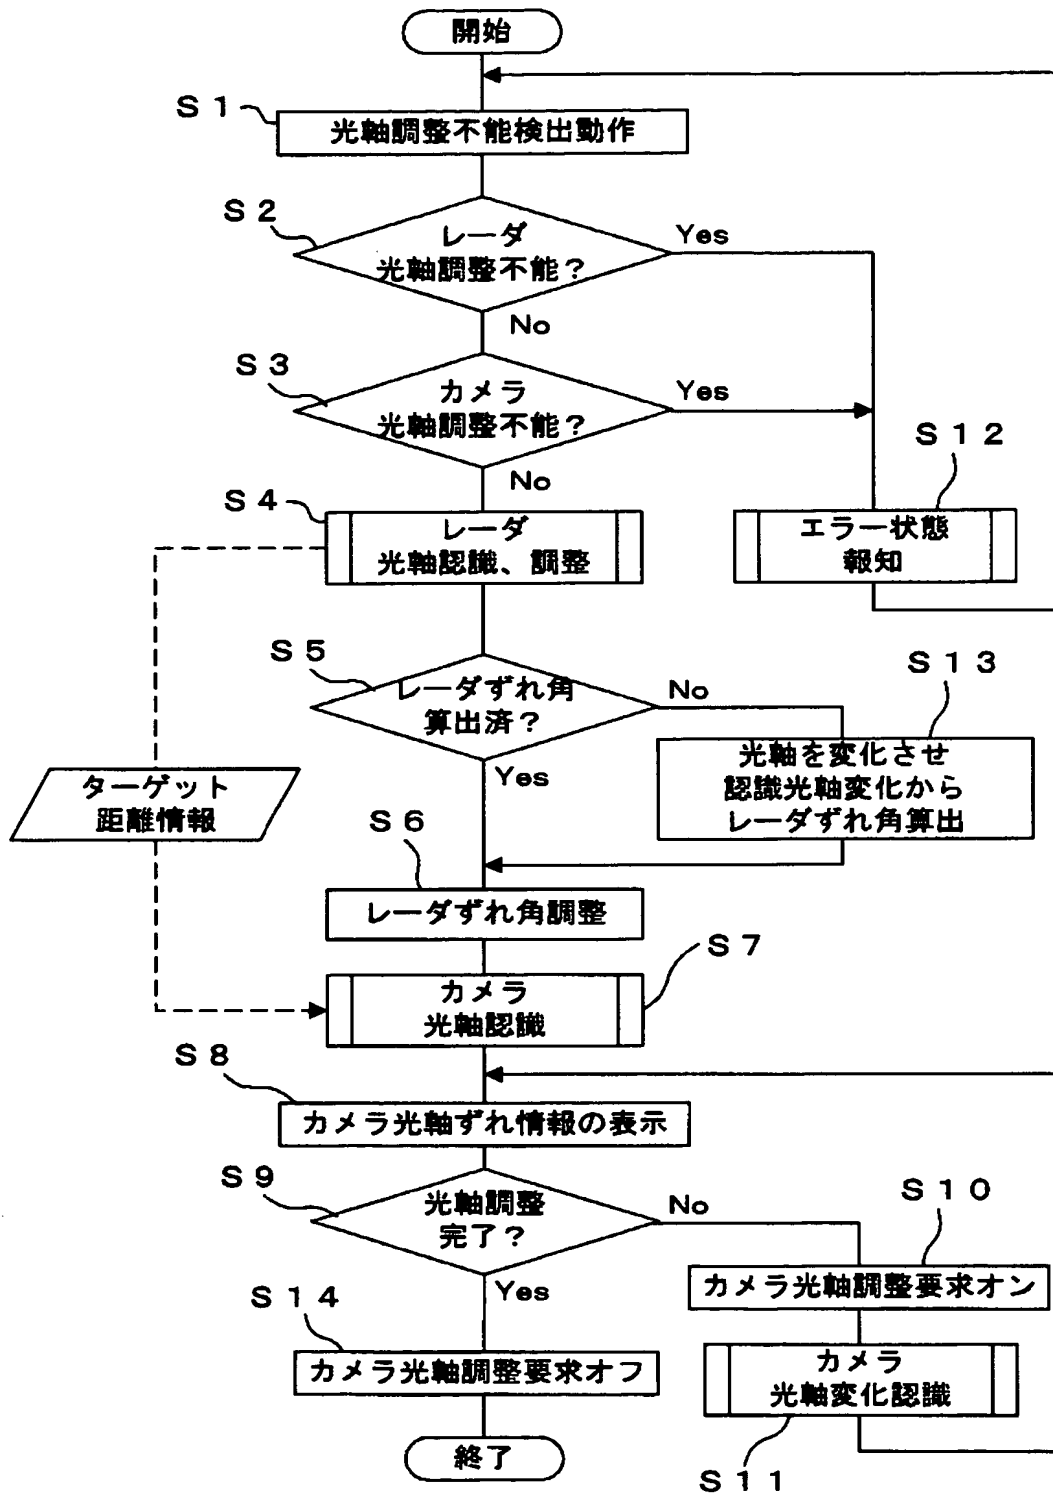 開始
S1
光軸調整不能検出動作
S2
レーダ
光軸調整不能?
Yes
No
S3
カメラ
光軸調整不能?
Yes
No
S12
エラー状態
報知
S4
レーダ
光軸認識、調整
S5
レーダずれ角
算出済?
No
Yes
S13
光軸を変化させ
認識光軸変化から
レーダずれ角算出
ターゲット
距離情報
S6
レーダずれ角調整
S7
カメラ
光軸認識
S8
カメラ光軸ずれ情報の表示
S9
光軸調整
完了?
No
Yes
S10
カメラ光軸調整要求オン
カメラ
光軸変化認識
S11
S14
カメラ光軸調整要求オフ
終了